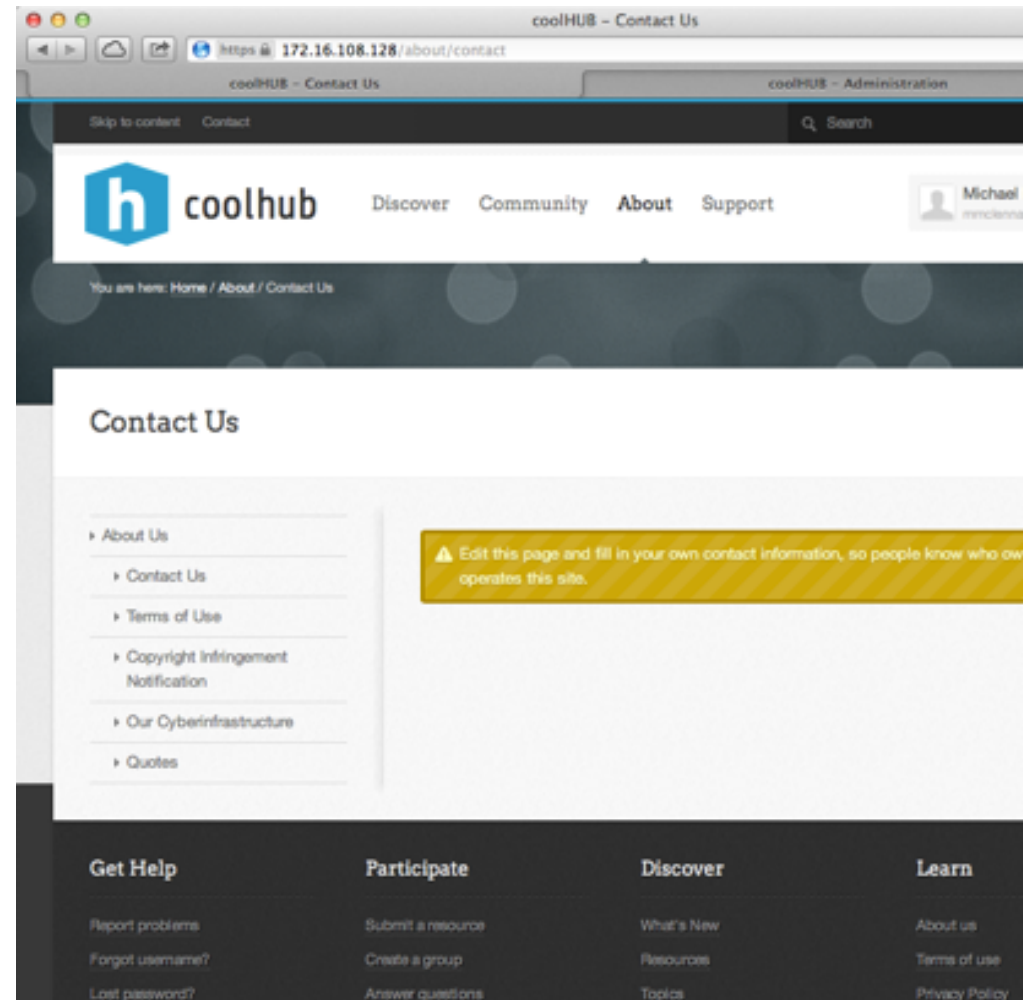 coolHUB – Contact Us
https 172.16.108.128/about/contact
coolHUB – Contact Us coolHUB – Administration
Skip to content Contact Search
h coolhub Discover Community About Support Michael
You are here: Home / About / Contact Us
Contact Us
About Us
Contact Us
Terms of Use
Copyright Infringement
Notification
Our Cyberinfrastructure
Quotes
Edit this page and fill in your own contact information, so people know who ow
operates this site.
Get Help Participate Discover Learn
Report problems Submit a resource What's New About us
Forgot username? Create a group Resources Terms of use
Lost password? Answer questions Topics Privacy Policy